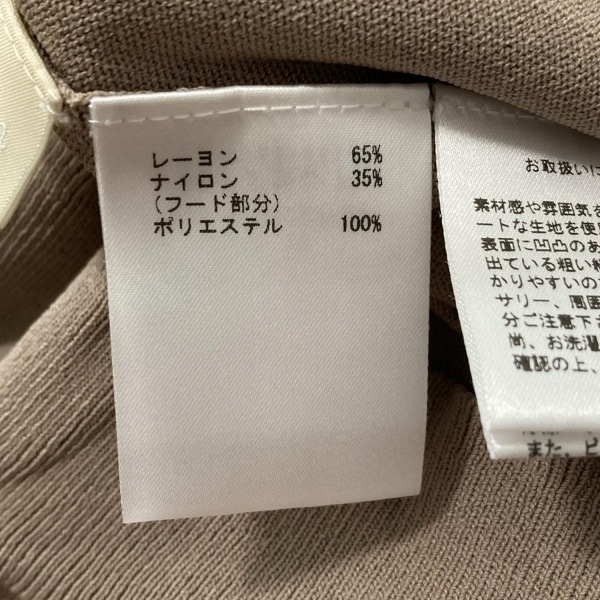 レーヨン 65%
ナイロン 35%
(フード部分)
ポリエステル 100%
お取扱いに
素材感や雰囲気を
ートな生地を使
表面に凹凸のあ
出ている粗い
かりやすいの
サリー、周囲
分ご注意下さ
尚、お洗濯
確認の上、
また、ビ